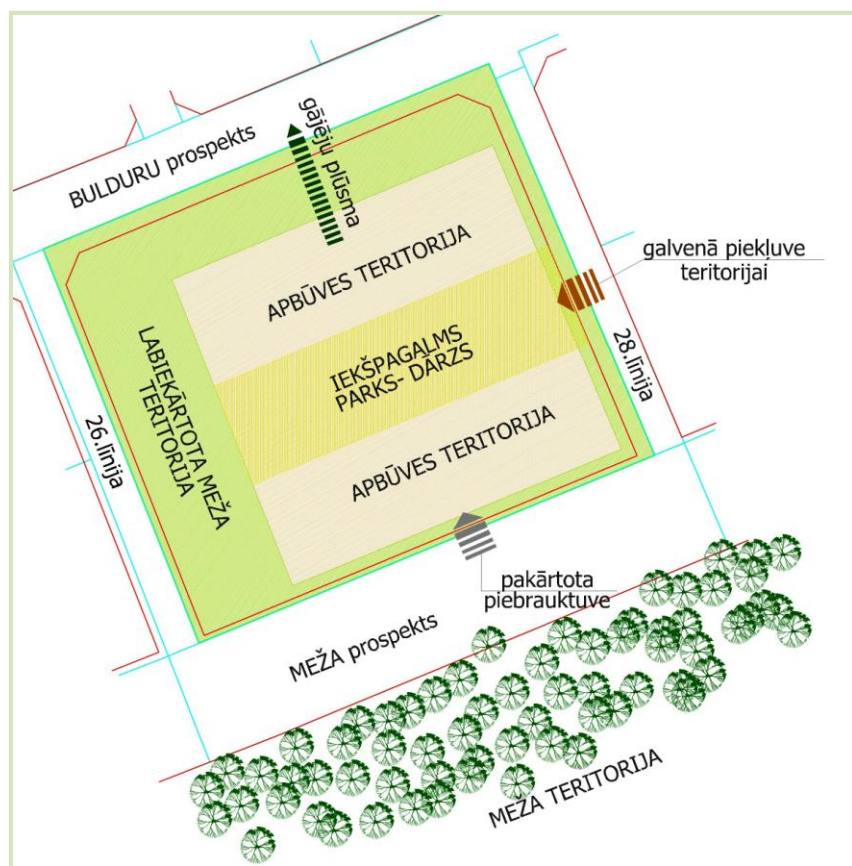 BULDURU prospekts
gājēju plūsma
APBŪVES TERITORIJA
galvenā piekļuve
teritorijai
LABIEKĀRTOTA MEŽA
TERITORIJA
IEKŠPAGALMS
PARKS- DĀRZS
28.līnija
26.līnija
APBŪVES TERITORIJA
pakārtota
piebrauktuve
MEŽA prospekts
MEŽA TERITORIJA